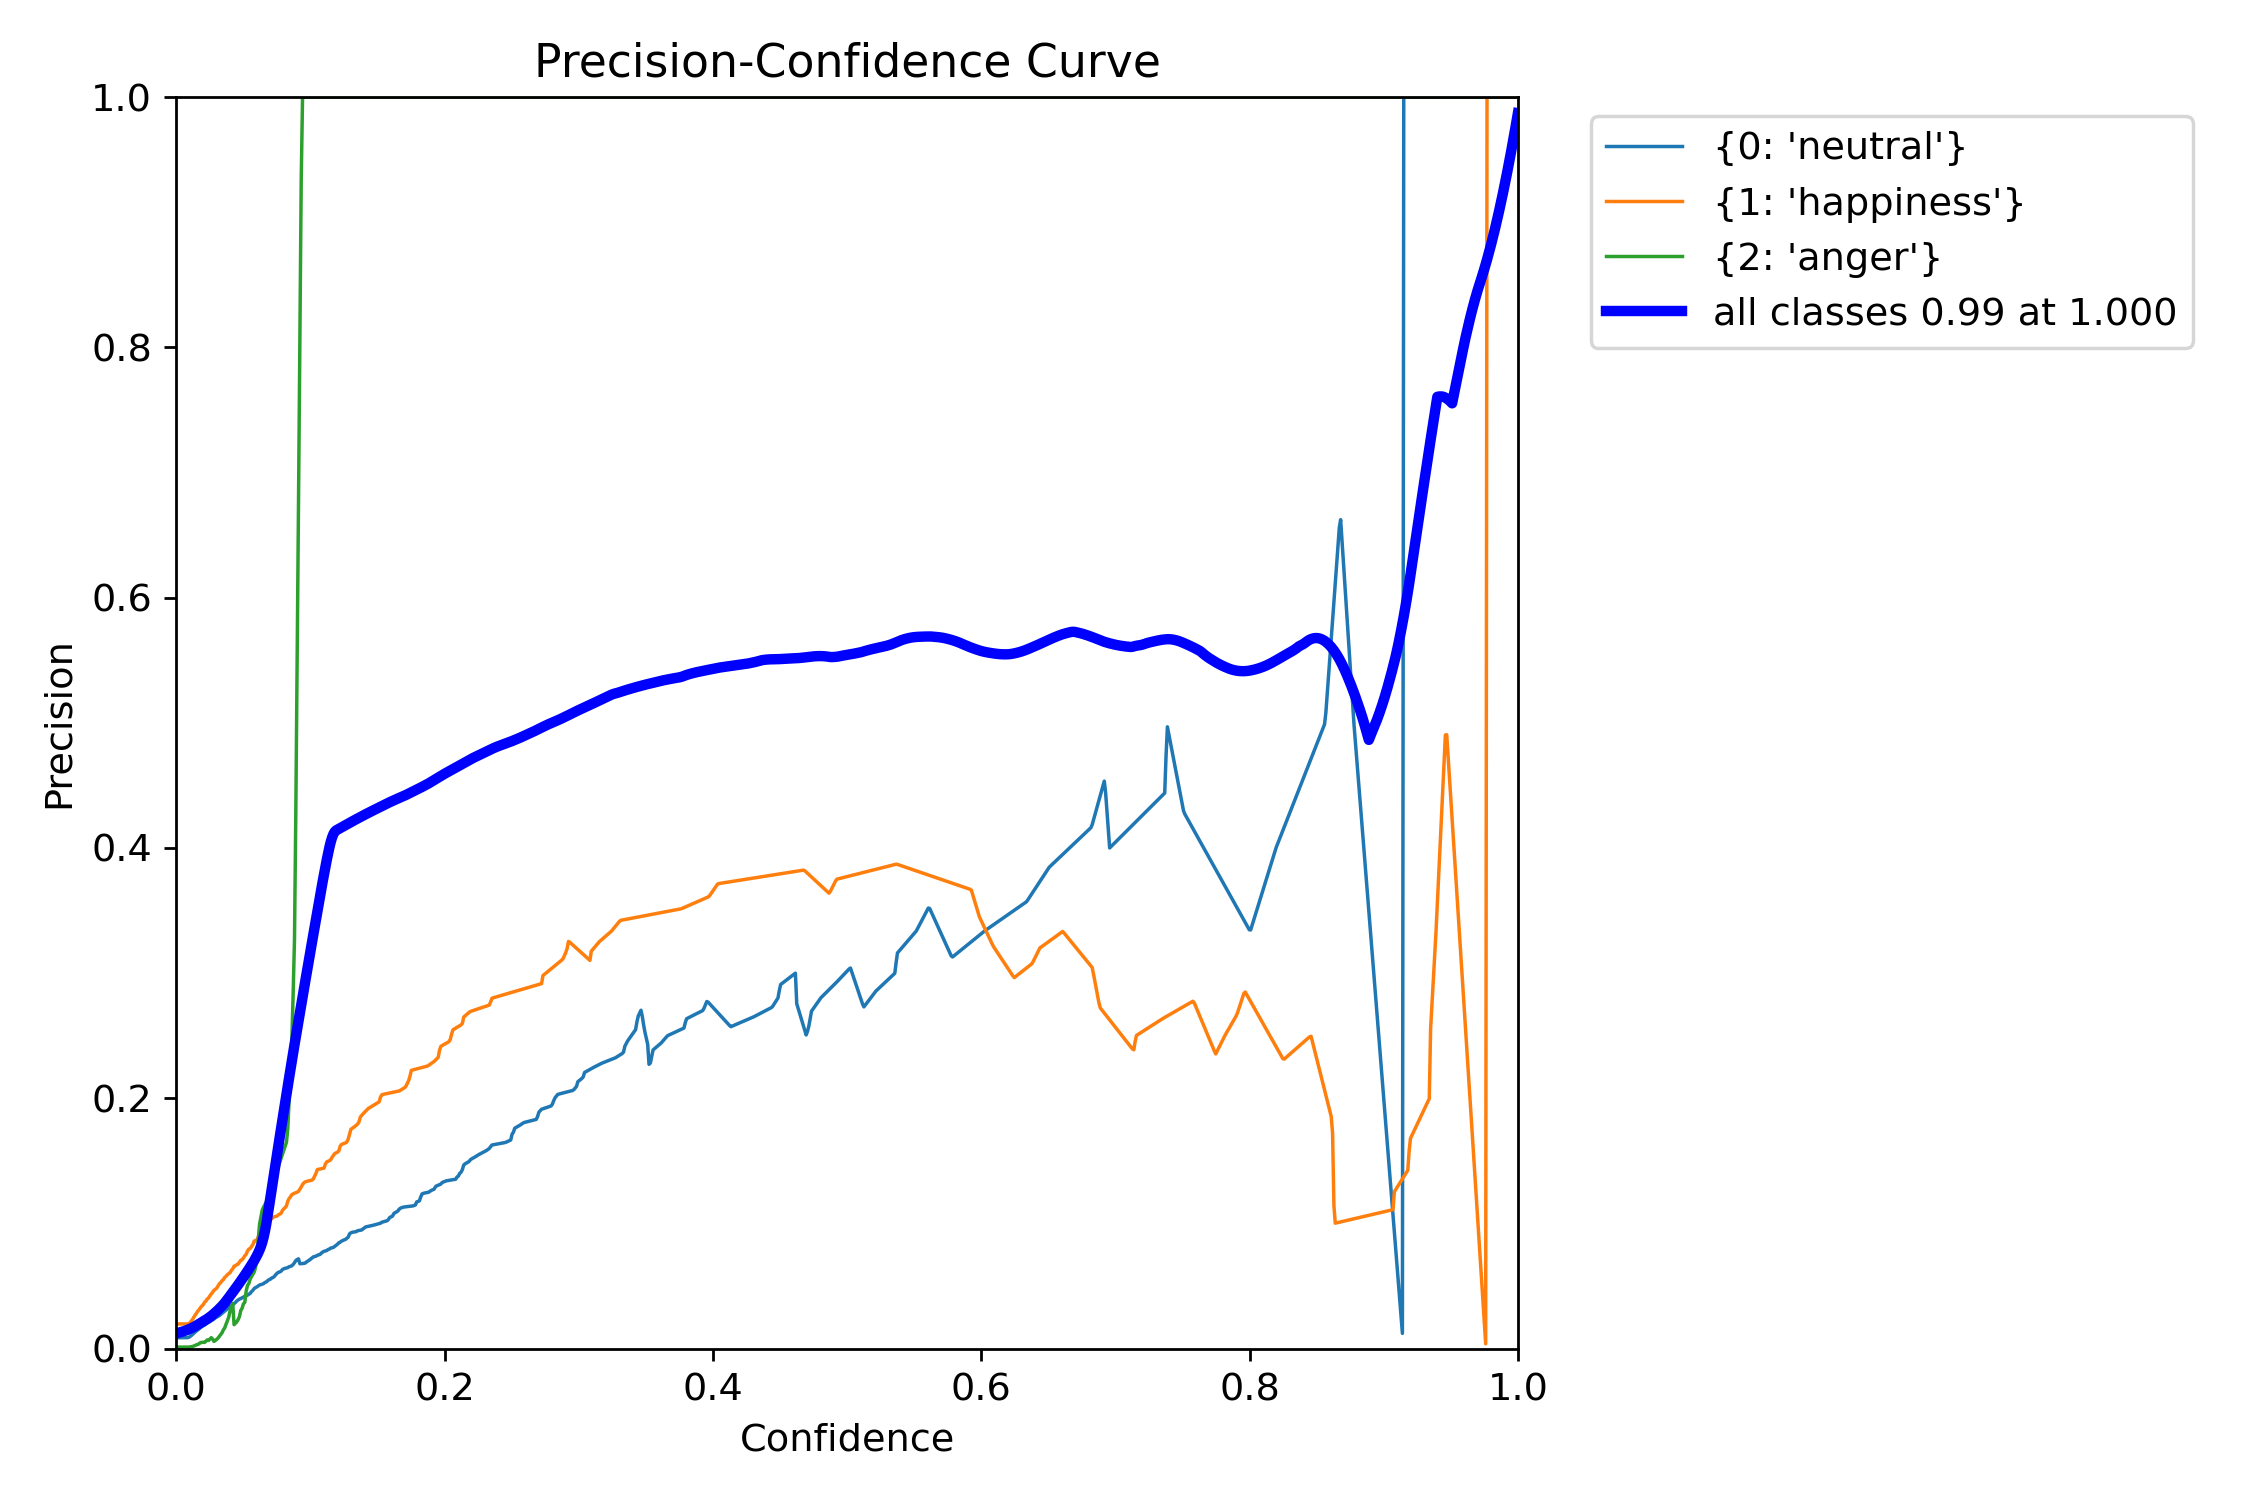 Precision-Confidence Curve
1.0
0.8
0.6
0.4
0.2
0.0
Precision
0.0 0.2 0.4 0.6 0.8 1.0
Confidence
{0: 'neutral'}
{1: 'happiness'}
{2: 'anger'}
all classes 0.99 at 1.000